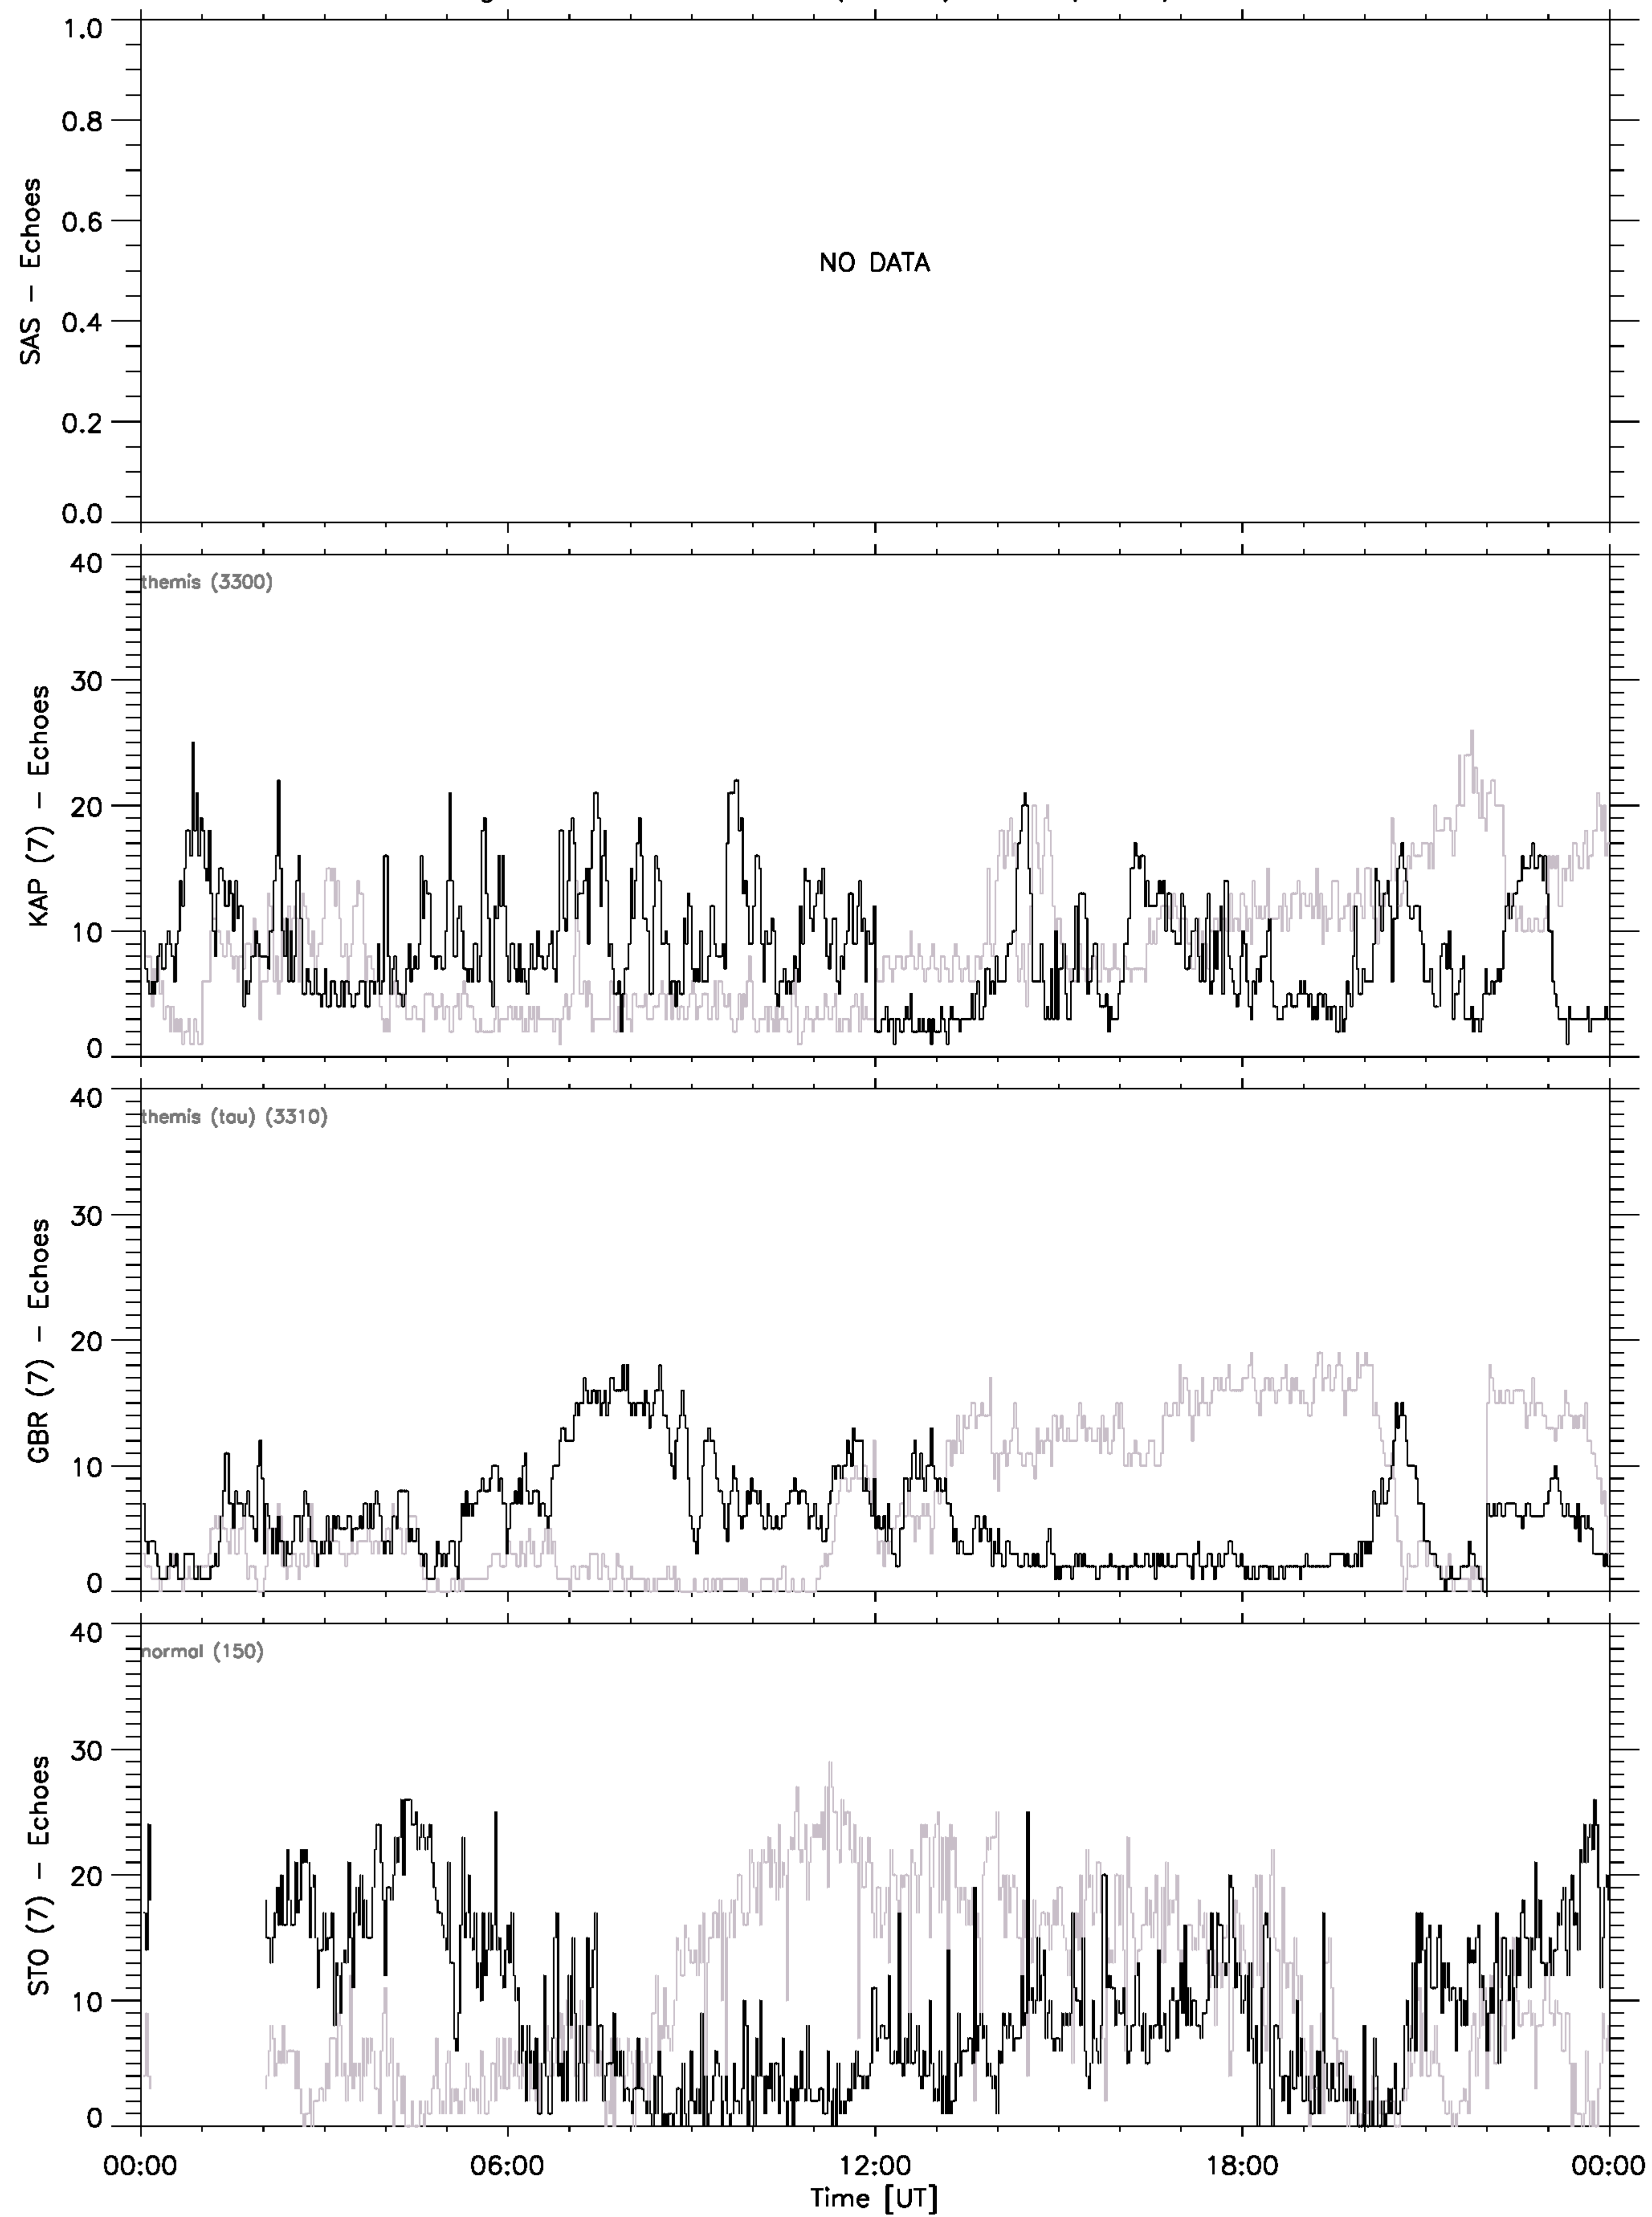 1.0
0.8
0.6
0.4
0.2
0.0
SAS – Echoes
NO DATA
40
30
20
10
0
KAP (7) – Echoes
themis (3300)
40
30
20
10
0
GBR (7) – Echoes
themis (tau) (3310)
40
30
20
10
0
STO (7) – Echoes
normal (150)
00:00 06:00 12:00 18:00 00:00
Time [UT]